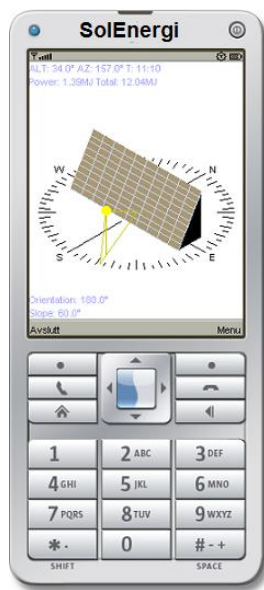 SolEnergi
ALT: 34.0° AZ: 157.0° T: 11:10
Power: 1.39MJ Total: 12.04MJ
W N
S E
Orientation: 180.0°
Slope: 60.0°
Avslutt Menu
1 2 ABC 3 DEF
4 GHI 5 JKL 6 MNO
7 PQRS 8 TUV 9 WXYZ
* . 0 # - +
SHIFT SPACE